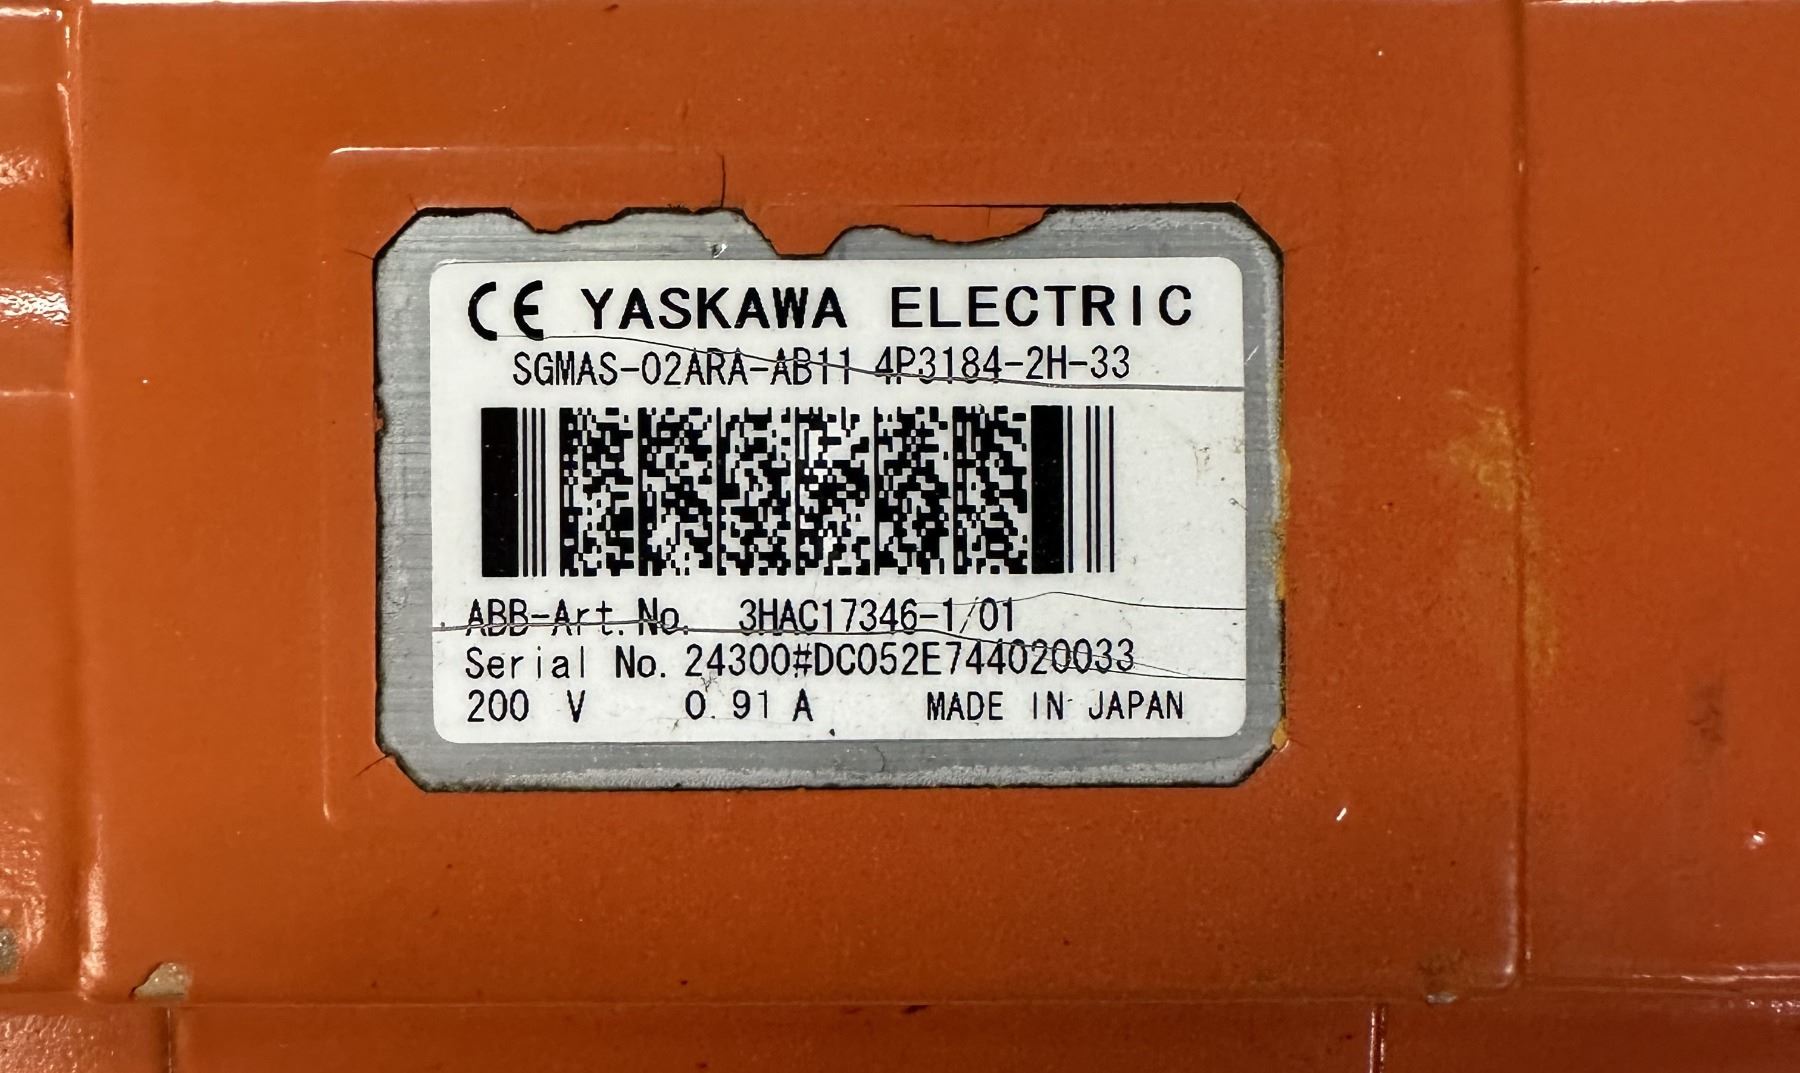 CE YASKAWA ELECTRIC
SGMAS-02ARA-AB11 4P3184-2H-33
ABB-Art. No. 3HAC17346-1/01
Serial No. 24300#DC052E744020033
200 V 0.91 A MADE IN JAPAN